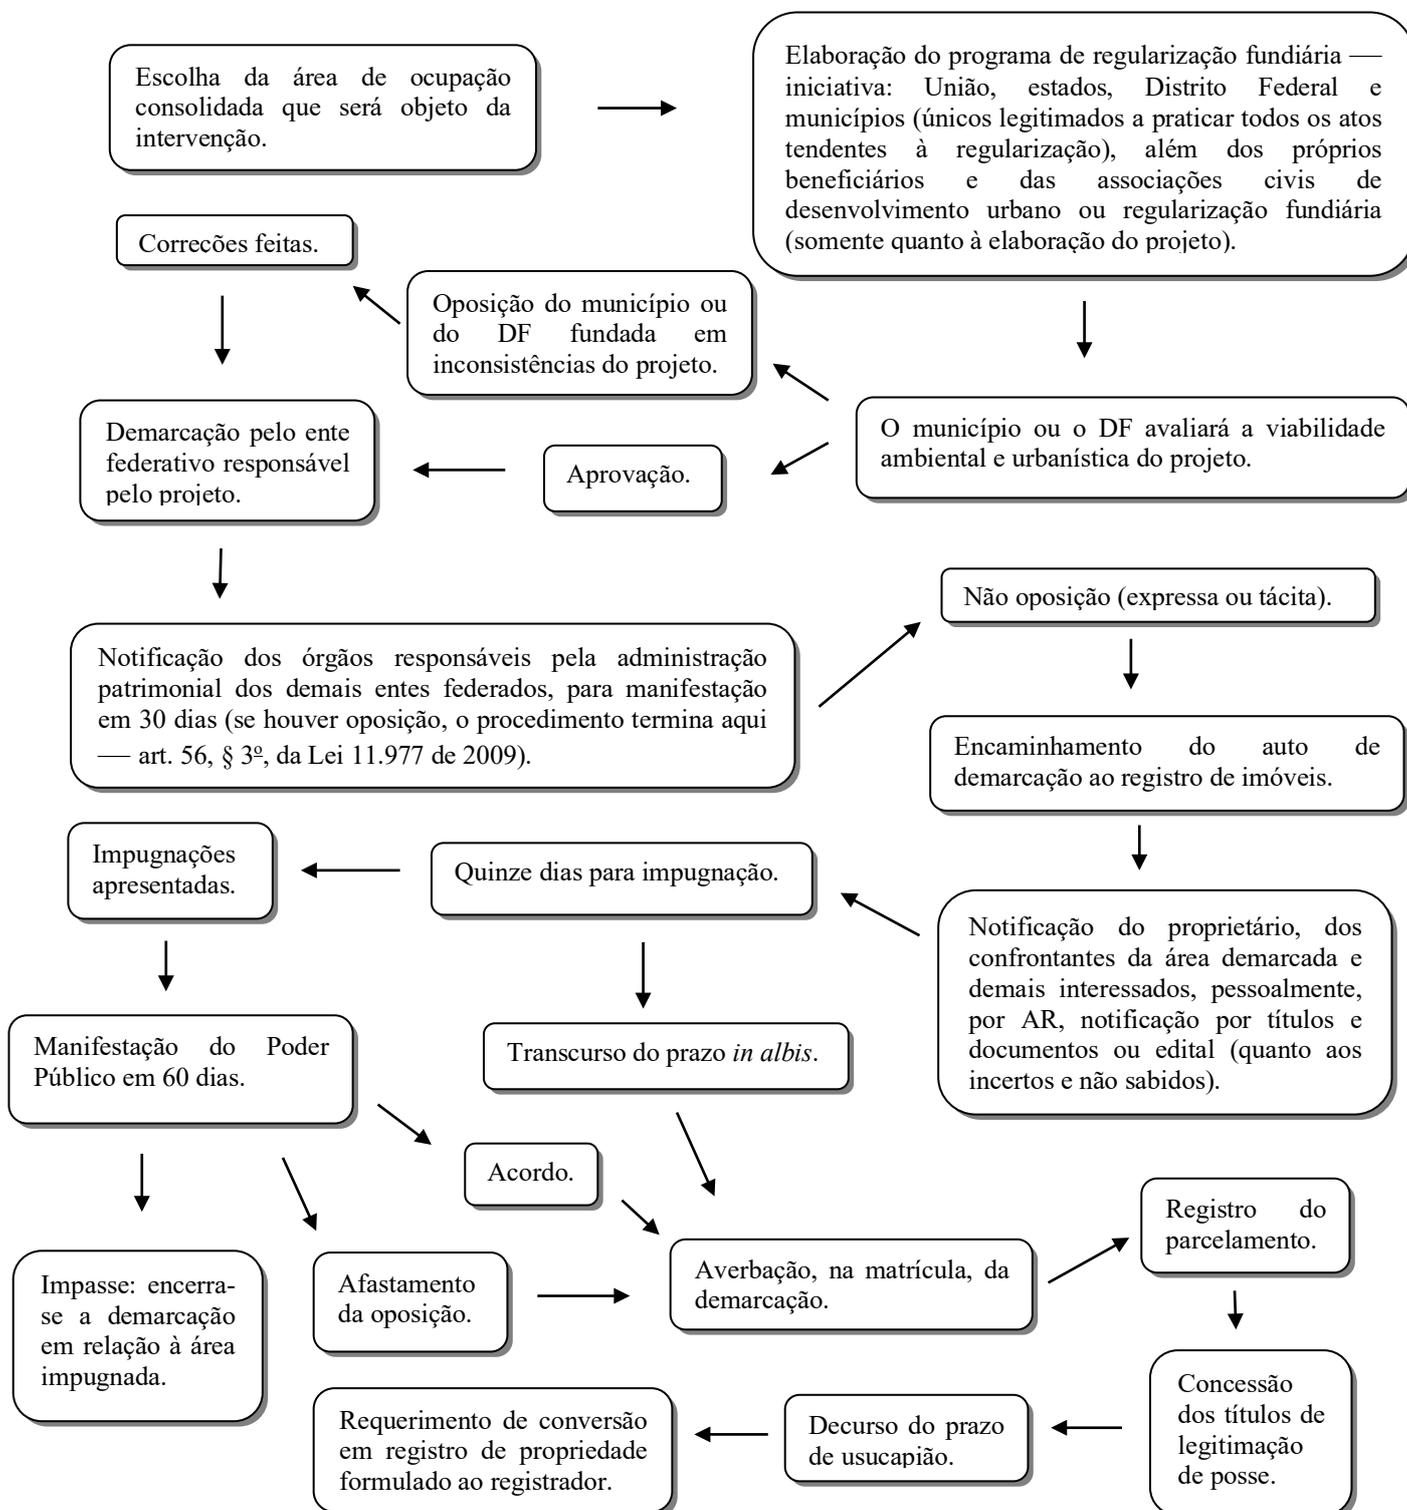 Escolha da área de ocupação
consolidada que será objeto da
intervenção.
Elaboração do programa de regularização fundiária —
iniciativa: União, estados, Distrito Federal e
municípios (únicos legitimados a praticar todos os atos
tendentes à regularização), além dos próprios
beneficiários e das associações civis de
desenvolvimento urbano ou regularização fundiária
(somente quanto à elaboração do projeto).
Correções feitas.
Oposição do município ou
do DF fundada em
inconsistências do projeto.
O município ou o DF avaliará a viabilidade
ambiental e urbanística do projeto.
Demarcação pelo ente
federativo responsável
pelo projeto.
Aprovação.
Não oposição (expressa ou tácita).
Notificação dos órgãos responsáveis pela administração
patrimonial dos demais entes federados, para manifestação
em 30 dias (se houver oposição, o procedimento termina aqui
— art. 56, § 3º, da Lei 11.977 de 2009).
Encaminhamento do auto de
demarcação ao registro de imóveis.
Impugnações
apresentadas.
Quinze dias para impugnação.
Notificação do proprietário, dos
confrontantes da área demarcada e
demais interessados, pessoalmente,
por AR, notificação por títulos e
documentos ou edital (quanto aos
incertos e não sabidos).
Manifestação do Poder
Público em 60 dias.
Transcurso do prazo in albis.
Acordo.
Registro do
parcelamento.
Impasse: encerra-
se a demarcação
em relação à área
impugnada.
Afastamento
da oposição.
Averbação, na matrícula, da
demarcação.
Concessão
dos títulos de
legitimação
de posse.
Decurso do prazo
de usucapião.
Requerimento de conversão
em registro de propriedade
formulado ao registrador.